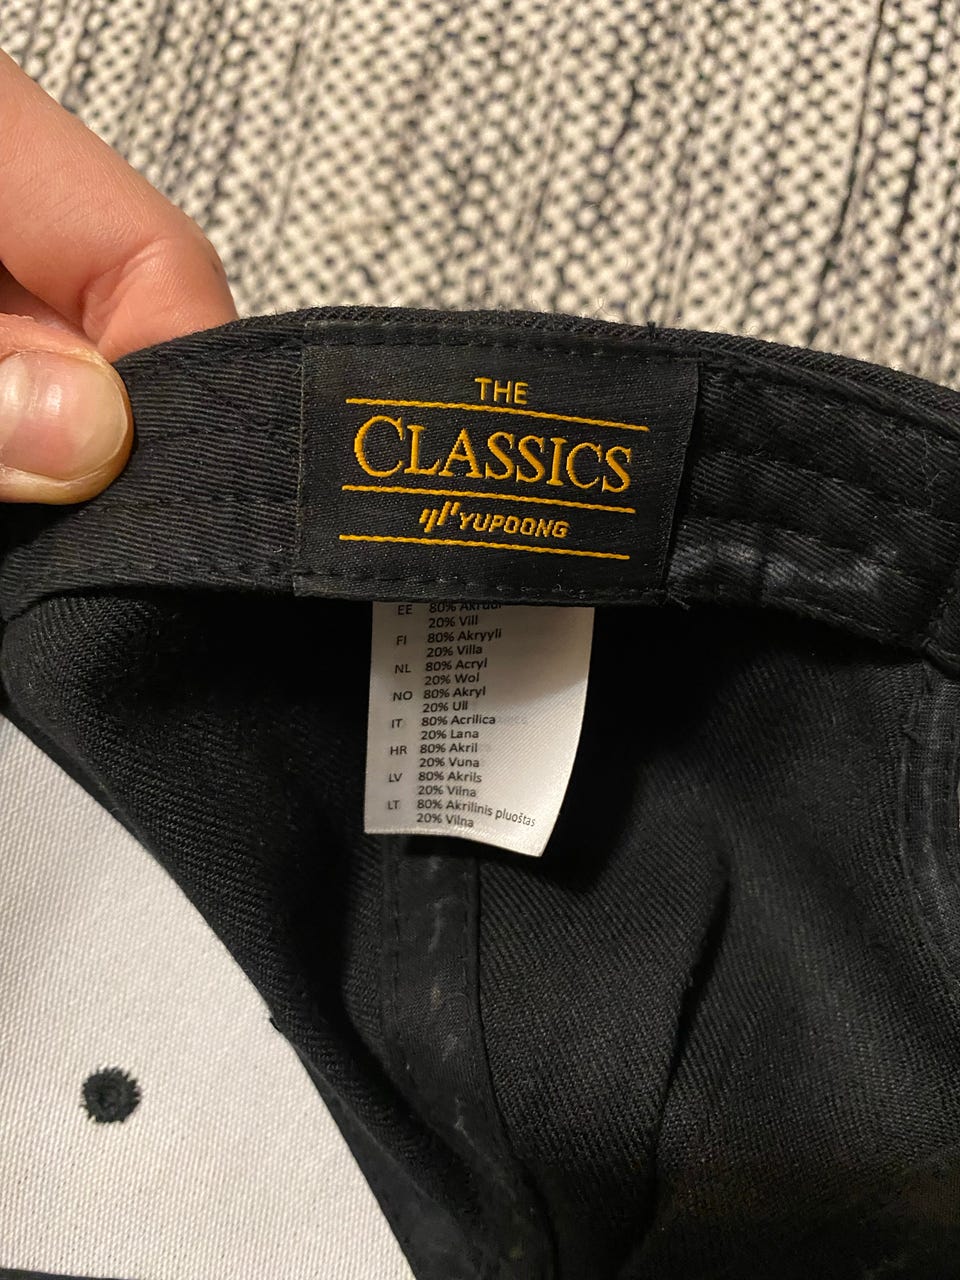 THE
CLASSICS
YUPOONG
EE 80% Akrüül
20% Vill
FI 80% Akryyli
20% Villa
NL 80% Acryl
20% Wol
NO 80% Akryl
20% Ull
IT 80% Acrilica
20% Lana
HR 80% Akril
20% Vuna
LV 80% Akrils
20% Vilna
LT 80% Akrilinis pluoštas
20% Vilna